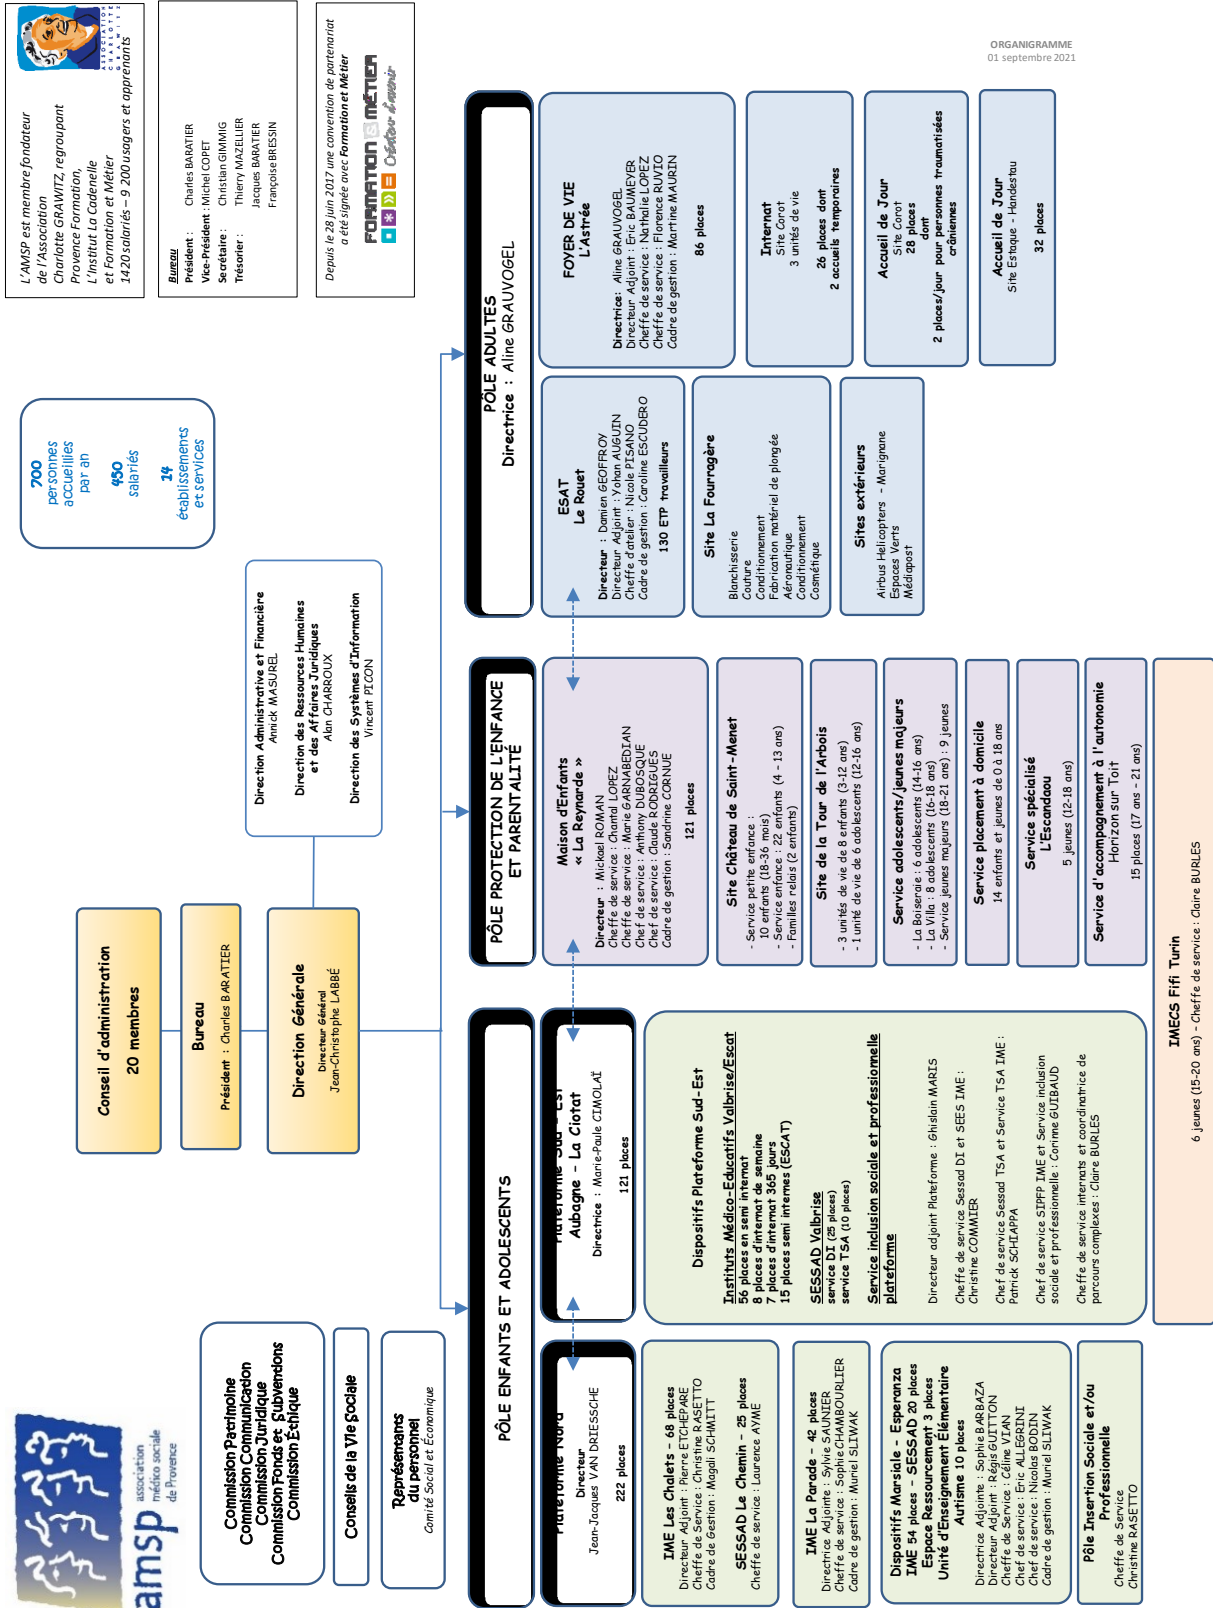 amsp
association
médico sociale
de Provence
Commission Patrimoine
Commission Communication
Commission Juridique
Commission Fonds et Subventions
Commission Éthique
Conseils de la Vie Sociale
Représentants
du personnel
Comité Social et Économique
Conseil d'administration
20 membres
Bureau
Président : Charles BARATIER
Direction Générale
Directeur Général
Jean-Christophe LABBÉ
Direction Administrative et Financière
Annick MASUREL
Direction des Ressources Humaines
et des Affaires Juridiques
Alan CHARROUX
Direction des Systèmes d'Information
Vincent PICON
700
personnes
accueillies
par an
450
salariés
14
établissements
et services
L'AMSP est membre fondateur
de l'Association
Charlotte GRAWITZ, regroupant
Provence Formation,
L'Institut La Cadenelle
et Formation et Métier
1420 salariés – 9 200 usagers et apprenants
ASSOCIATION
CHARLOTTE
GRAWITZ
Bureau
Président : Charles BARATIER
Vice-Président : Michel COPET
Secrétaire : Christian GIMMIG
Trésorier : Thierry MAZELLIER
Jacques BARATIER
Françoise BRESSIN
Depuis le 28 juin 2017 une convention de partenariat
a été signée avec Formation et Métier
FORMATION & MÉTIER
Créateur d'avenir
ORGANIGRAMME
01 septembre 2021
PÔLE ENFANTS ET ADOLESCENTS
Plateforme Nord
Directeur
Jean-Jacques VAN DRIESSCHE
222 places
IME Les Chalets - 68 places
Directeur Adjoint : Pierre ETCHEPARE
Cheffe de Service : Christine RASETTO
Cadre de Gestion : Magali SCHMITT
SESSAD Le Chemin – 25 places
Cheffe de service : Laurence AYME
IME La Parade - 42 places
Directrice Adjointe : Sylvie SAUNIER
Cheffe de service : Sophie CHAMBOURLIER
Cadre de gestion : Muriel SLIWAK
Dispositifs Marsiale - Esperanza
IME 54 places - SESSAD 20 places
Espace Ressourcement 3 places
Unité d'Enseignement Élémentaire
Autisme 10 places
Directrice Adjointe : Sophie BARBAZA
Directeur Adjoint : Régis GUITTON
Cheffe de Service : Céline VIAN
Chef de service : Eric ALLEGRINI
Chef de service : Nicolas BODIN
Cadre de gestion : Muriel SLIWAK
Pôle Insertion Sociale et/ou
Professionnelle
Cheffe de Service
Christine RASETTO
Plateforme Sud - Est
Aubagne – La Ciotat
Directrice : Marie-Paule CIMOLAÏ
121 places
Dispositifs Plateforme Sud-Est
Instituts Médico-Educatifs Valbrise/Escat
56 places en semi internat
8 places d'internat de semaine
7 places d'internat 365 jours
15 places semi internes (ESCAT)
SESSAD Valbrise
service DI (25 places)
service TSA (10 places)
Service inclusion sociale et professionnelle
plateforme
Directeur adjoint Plateforme : Ghislain MARIS
Cheffe de service Sessad DI et SEES IME :
Christine COMMIER
Chef de service Sessad TSA et Service TSA IME :
Patrick SCHIAPPA
Chef de service SIPFP IME et Service inclusion
sociale et professionnelle : Corinne GUIBAUD
Cheffe de service internats et coordinatrice de
parcours complexes : Claire BURLES
PÔLE PROTECTION DE L'ENFANCE
ET PARENTALITÉ
Maison d'Enfants
« La Reynarde »
Directeur : Mickael ROMAN
Cheffe de service : Chantal LOPEZ
Cheffe de service : Marie GARNABEDIAN
Chef de service : Anthony DUBOSQUE
Chef de service : Claude RODRIGUES
Cadre de gestion : Sandrine CORNUE
121 places
Site Château de Saint-Menet
- Service petite enfance :
10 enfants (18-36 mois)
- Service enfance : 22 enfants (4 – 13 ans)
- Familles relais (2 enfants)
Site de la Tour de l'Arbois
- 3 unités de vie de 8 enfants (3-12 ans)
- 1 unité de vie de 6 adolescents (12-16 ans)
Service adolescents/jeunes majeurs
- La Boiseraie : 6 adolescents (14-16 ans)
- La Villa : 8 adolescents (16-18 ans)
- Service jeunes majeurs (18-21 ans) : 9 jeunes
Service placement à domicile
14 enfants et jeunes de 0 à 18 ans
Service spécialisé
L'Escandaou
5 jeunes (12-18 ans)
Service d'accompagnement à l'autonomie
Horizon sur Toit
15 places (17 ans – 21 ans)
IMECS Fifi Turin
6 jeunes (15-20 ans) – Cheffe de service : Claire BURLES
PÔLE ADULTES
Directrice : Aline GRAUVOGEL
ESAT
Le Rouet
Directeur : Damien GEOFFROY
Directeur Adjoint : Yohan AUGUIN
Cheffe d'atelier : Nicole PISANO
Cadre de gestion : Caroline ESCUDERO
130 ETP travailleurs
Site La Fourragère
Blanchisserie
Couture
Conditionnement
Fabrication matériel de plongée
Aéronautique
Conditionnement
Cosmétique
Sites extérieurs
Airbus Helicopters - Marignane
Espaces Verts
Médiapost
FOYER DE VIE
L'Astrée
Directrice: Aline GRAUVOGEL
Directeur Adjoint : Eric BAUMEYER
Cheffe de service : Nathalie LOPEZ
Cheffe de service : Florence RUVIO
Cadre de gestion : Martine MAURIN
86 places
Internat
Site Corot
3 unités de vie
26 places dont
2 accueils temporaires
Accueil de Jour
Site Corot
28 places
dont
2 places/jour pour personnes traumatisées
crâniennes
Accueil de Jour
Site Estaque - Handestau
32 places